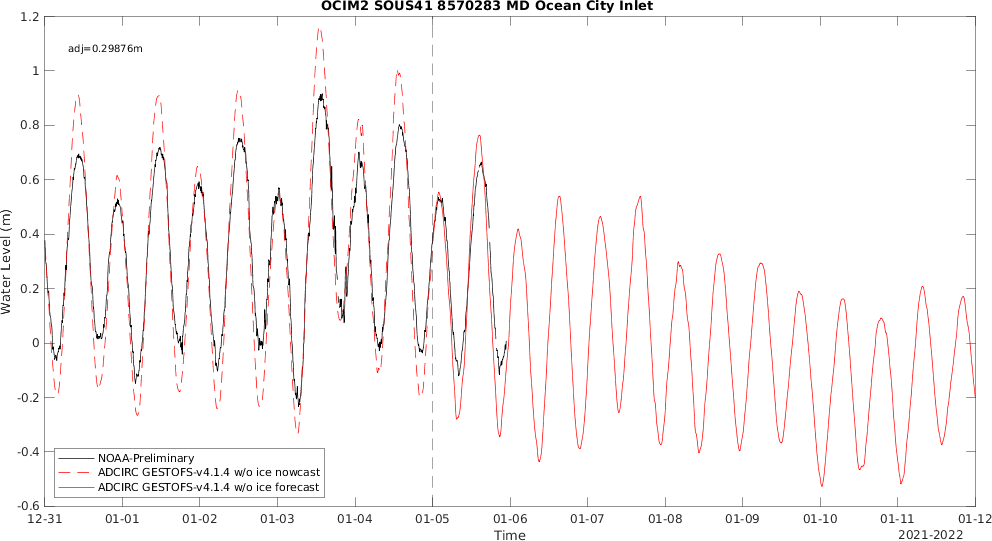 OCIM2 SOUS41 8570283 MD Ocean City Inlet
adj=0.29876m
Water Level (m)
1.2
1
0.8
0.6
0.4
0.2
0
-0.2
-0.4
-0.6
NOAA-Preliminary
ADCIRC GESTOFS-v4.1.4 w/o ice nowcast
ADCIRC GESTOFS-v4.1.4 w/o ice forecast
12-31 01-01 01-02 01-03 01-04 01-05 01-06 01-07 01-08 01-09 01-10 01-11 01-12
Time
2021-2022